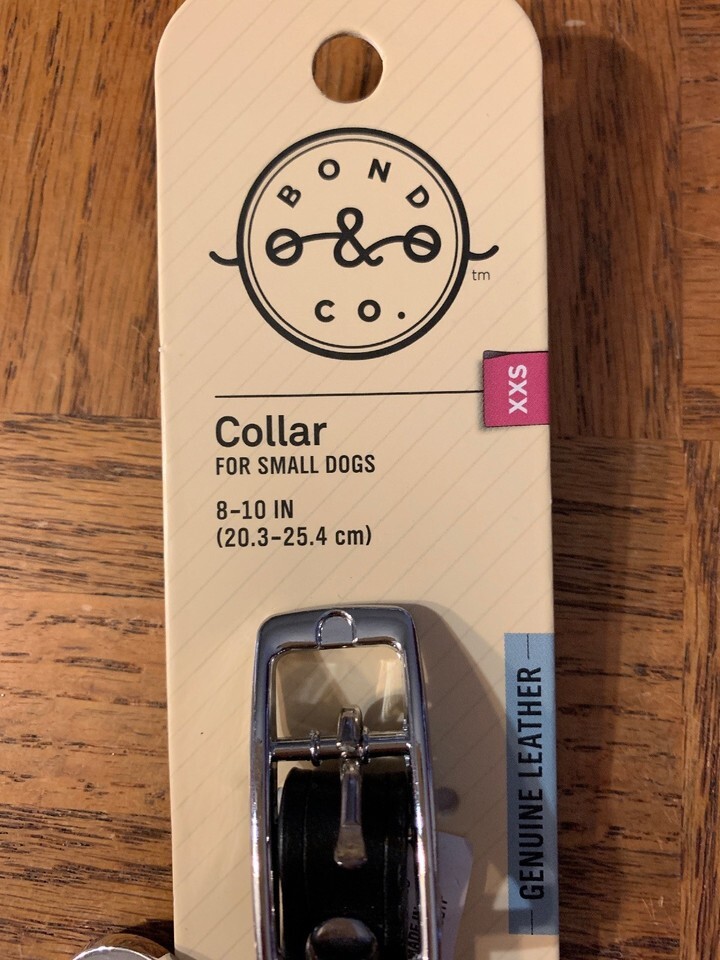 BOND
&
CO.
tm
XXS
Collar
FOR SMALL DOGS
8-10 IN
(20.3-25.4 cm)
GENUINE LEATHER